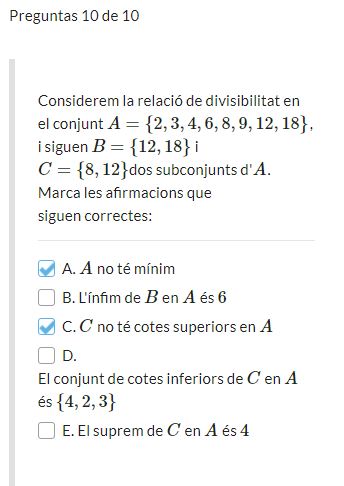 Preguntas 10 de 10
Considerem la relació de divisibilitat en
el conjunt A = {2, 3, 4, 6, 8, 9, 12, 18},
i siguen B = {12, 18} i
C = {8, 12}dos subconjunts d'A.
Marca les afirmacions que
siguen correctes:
A. A no té mínim
B. L'ínfim de B en A és 6
C. C no té cotes superiors en A
D.
El conjunt de cotes inferiors de C en A
és {4, 2, 3}
E. El suprem de C en A és 4